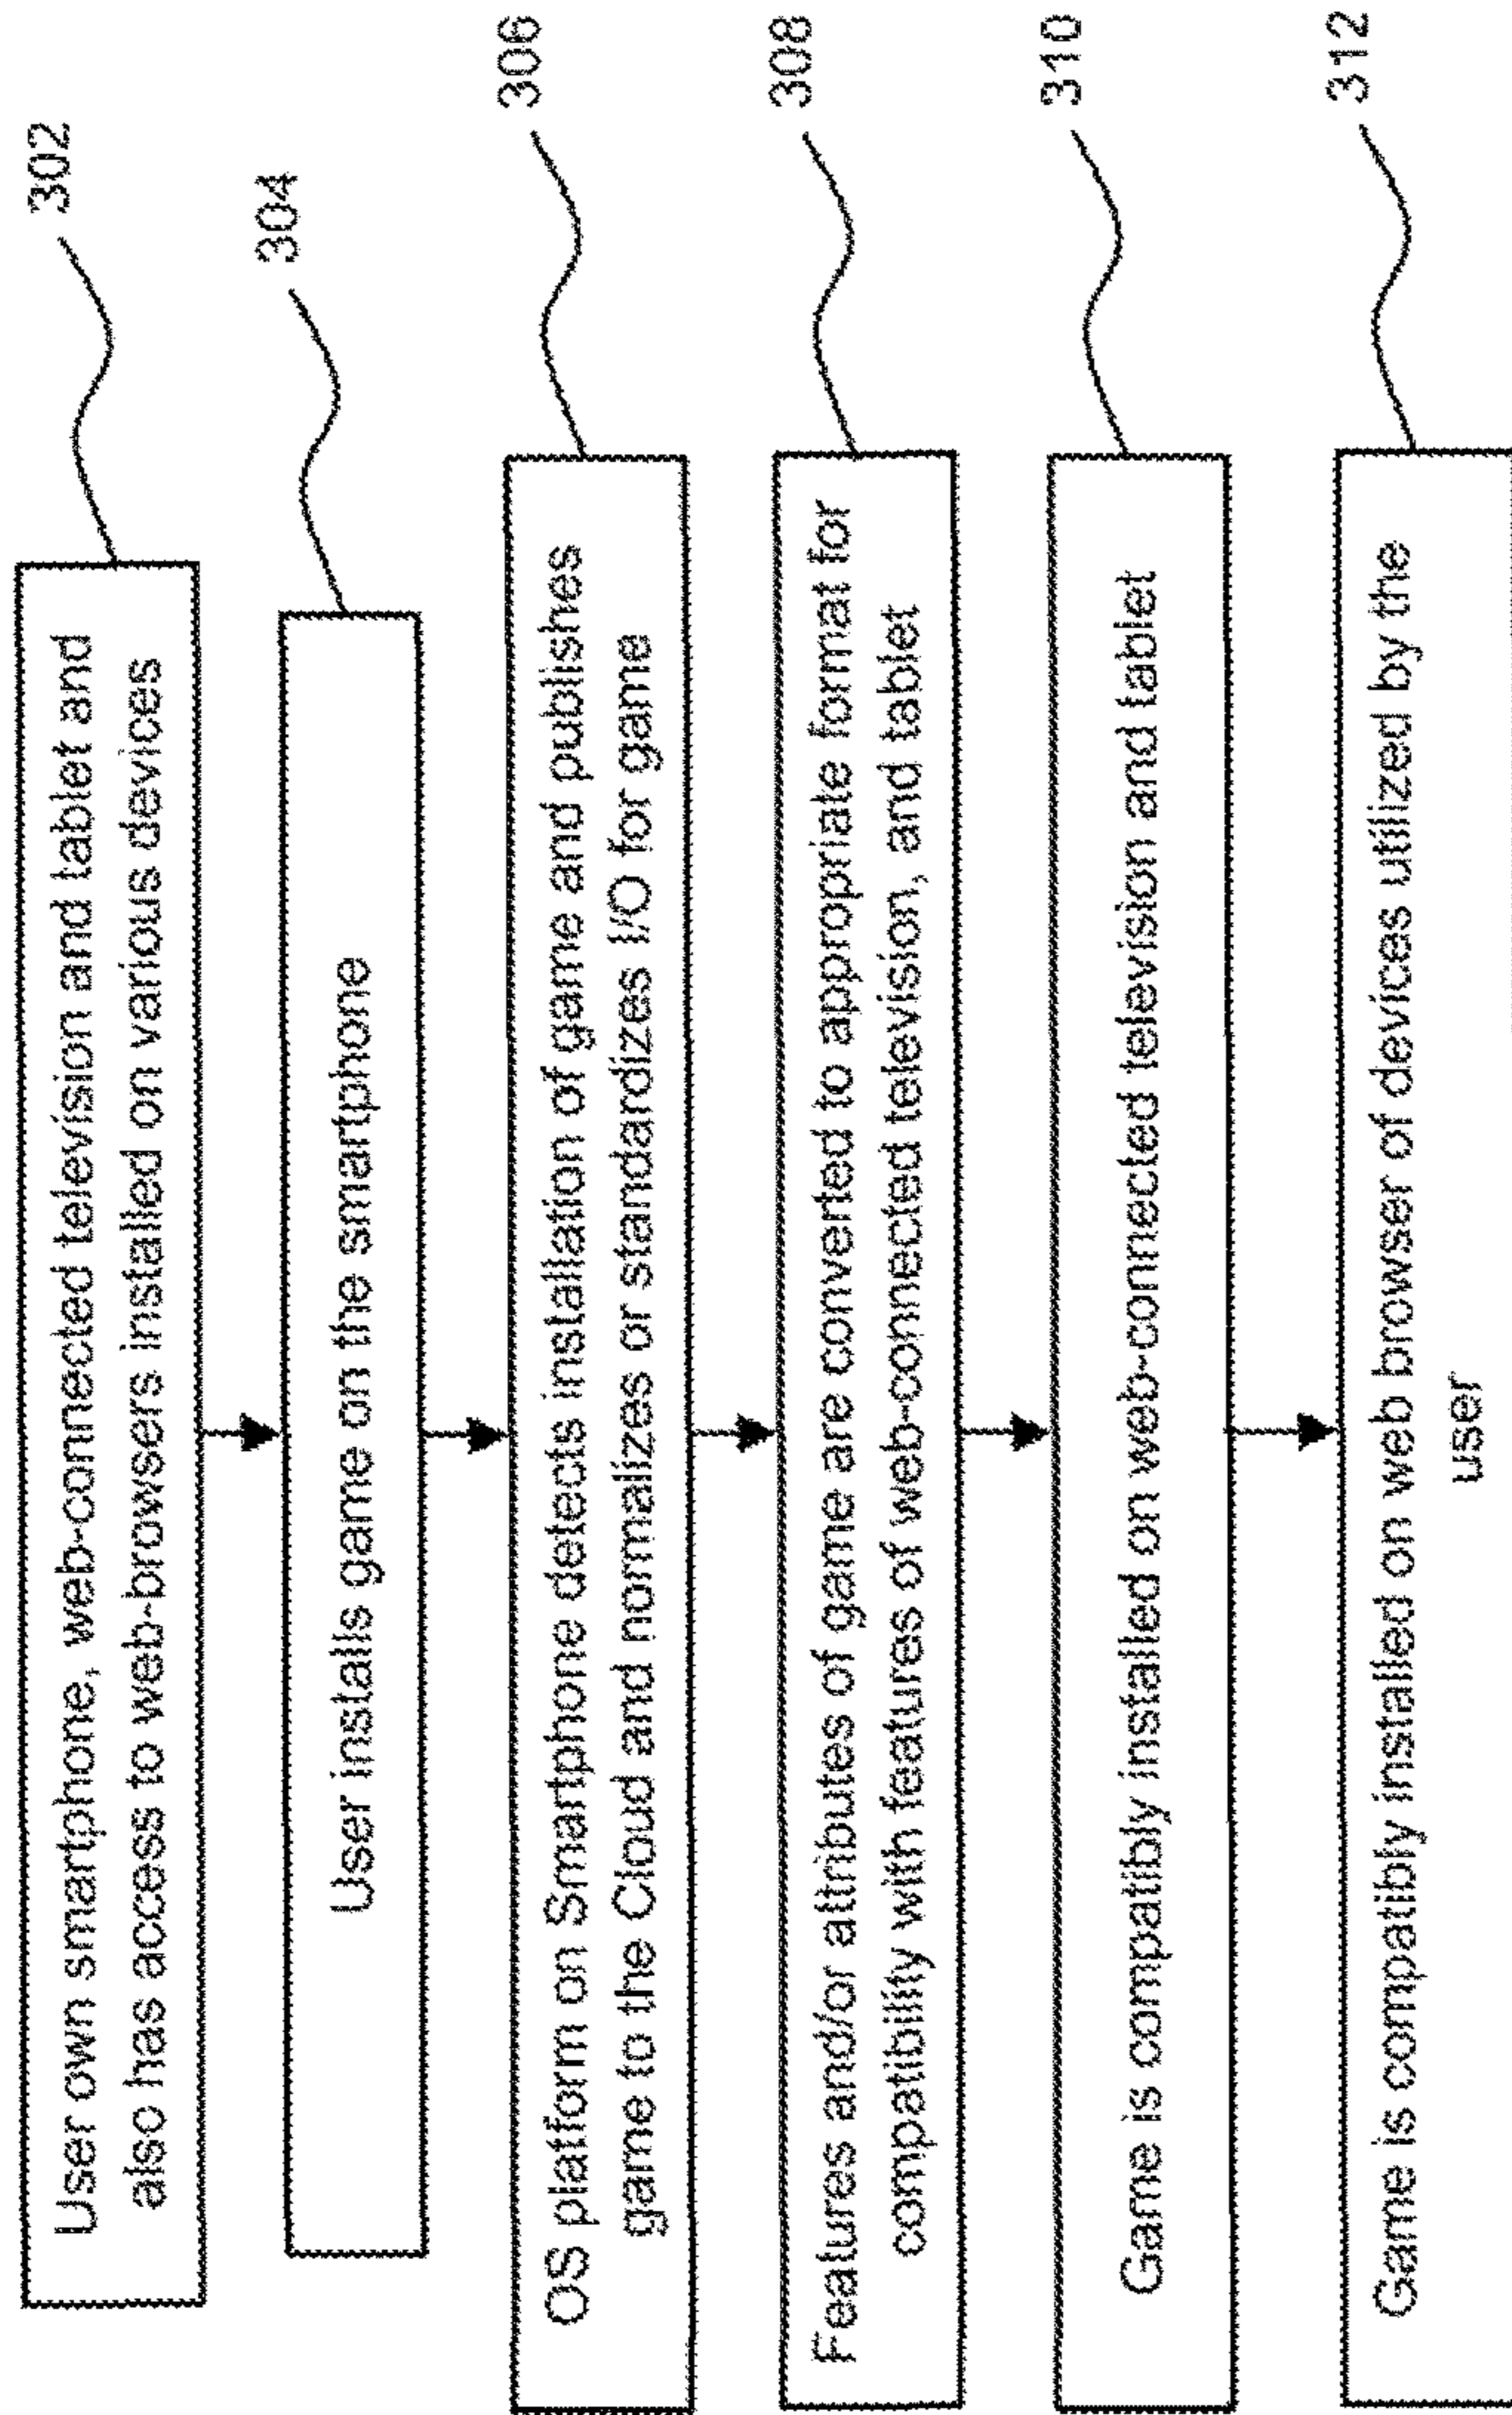 User own smartphone, web-connected television and tablet and
also has access to web-browsers installed on various devices
302
User installs game on the smartphone
304
OS platform on Smartphone detects installation of game and publishes
game to the Cloud and normalizes or standardizes I/O for game
306
Features and/or attributes of game are converted to appropriate format for
compatibility with features of web-connected television, and tablet
308
Game is compatibly installed on web-connected television and tablet
310
Game is compatibly installed on web browser of devices utilized by the
user
312